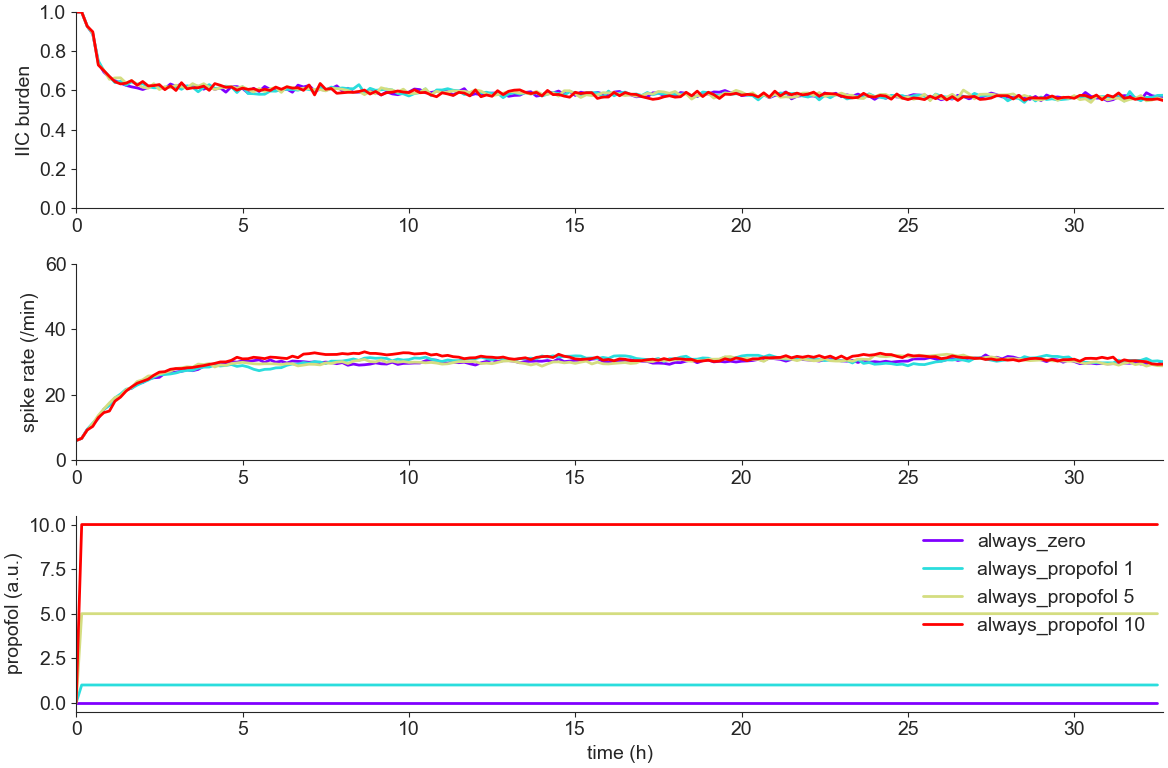 1.0
0.8
0.6
0.4
0.2
0.0
IIC burden
0 5 10 15 20 25 30
60
40
20
0
spike rate (/min)
0 5 10 15 20 25 30
10.0
7.5
5.0
2.5
0.0
propofol (a.u.)
always_zero
always_propofol 1
always_propofol 5
always_propofol 10
0 5 10 15 20 25 30
time (h)